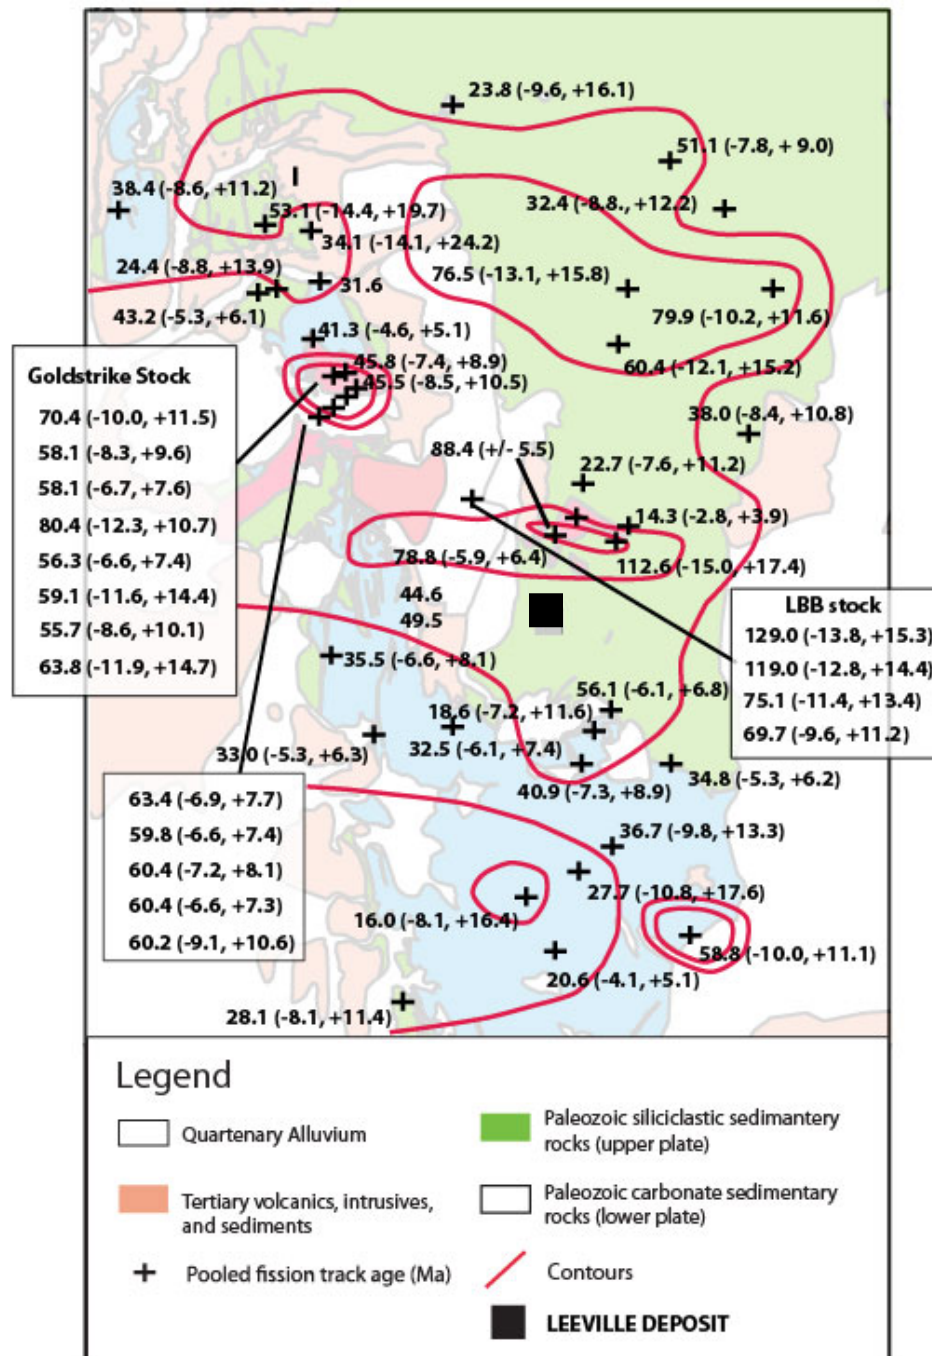 23.8 (-9.6, +16.1)
51.1 (-7.8, + 9.0)
I
38.4 (-8.6, +11.2)
32.4 (-8.8., +12.2)
53.1 (-14.4, +19.7)
34.1 (-14.1, +24.2)
24.4 (-8.8, +13.9)
31.6
76.5 (-13.1, +15.8)
43.2 (-5.3, +6.1)
79.9 (-10.2, +11.6)
41.3 (-4.6, +5.1)
45.8 (-7.4, +8.9)
60.4 (-12.1, +15.2)
45.5 (-8.5, +10.5)
Goldstrike Stock
70.4 (-10.0, +11.5)
58.1 (-8.3, +9.6)
58.1 (-6.7, +7.6)
80.4 (-12.3, +10.7)
56.3 (-6.6, +7.4)
59.1 (-11.6, +14.4)
55.7 (-8.6, +10.1)
63.8 (-11.9, +14.7)
38.0 (-8.4, +10.8)
88.4 (+/- 5.5)
22.7 (-7.6, +11.2)
14.3 (-2.8, +3.9)
78.8 (-5.9, +6.4)
112.6 (-15.0, +17.4)
44.6
49.5
LBB stock
129.0 (-13.8, +15.3)
119.0 (-12.8, +14.4)
75.1 (-11.4, +13.4)
69.7 (-9.6, +11.2)
35.5 (-6.6, +8.1)
56.1 (-6.1, +6.8)
18.6 (-7.2, +11.6)
33.0 (-5.3, +6.3)
32.5 (-6.1, +7.4)
40.9 (-7.3, +8.9)
34.8 (-5.3, +6.2)
63.4 (-6.9, +7.7)
59.8 (-6.6, +7.4)
60.4 (-7.2, +8.1)
60.4 (-6.6, +7.3)
60.2 (-9.1, +10.6)
36.7 (-9.8, +13.3)
27.7 (-10.8, +17.6)
16.0 (-8.1, +16.4)
58.8 (-10.0, +11.1)
20.6 (-4.1, +5.1)
28.1 (-8.1, +11.4)
Legend
Quartenary Alluvium
Tertiary volcanics, intrusives,
and sediments
Pooled fission track age (Ma)
Paleozoic siliciclastic sedimantery
rocks (upper plate)
Paleozoic carbonate sedimentary
rocks (lower plate)
Contours
LEEVILLE DEPOSIT